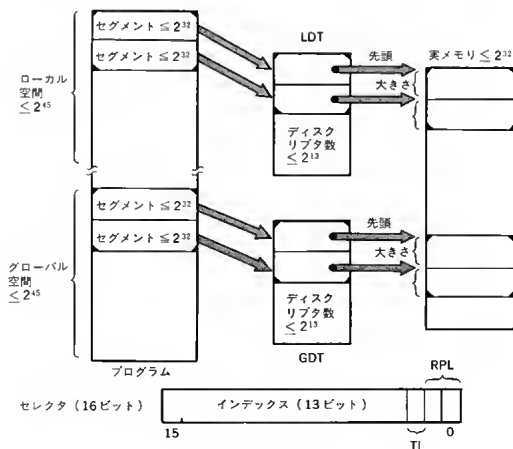 セグメント≦2³²
セグメント≦2³²
ローカル
空間
≦2⁴⁵
LDT
先頭
大きさ
実メモリ≦2³²
ディスク
リプタ数
≦2¹³
セグメント≦2³²
セグメント≦2³²
グローバル
空間
≦2⁴⁵
先頭
大きさ
ディスク
リプタ数
≦2¹³
GDT
プログラム
RPL
セレクタ(16ビット)
インデックス(13ビット)
15
0
TI